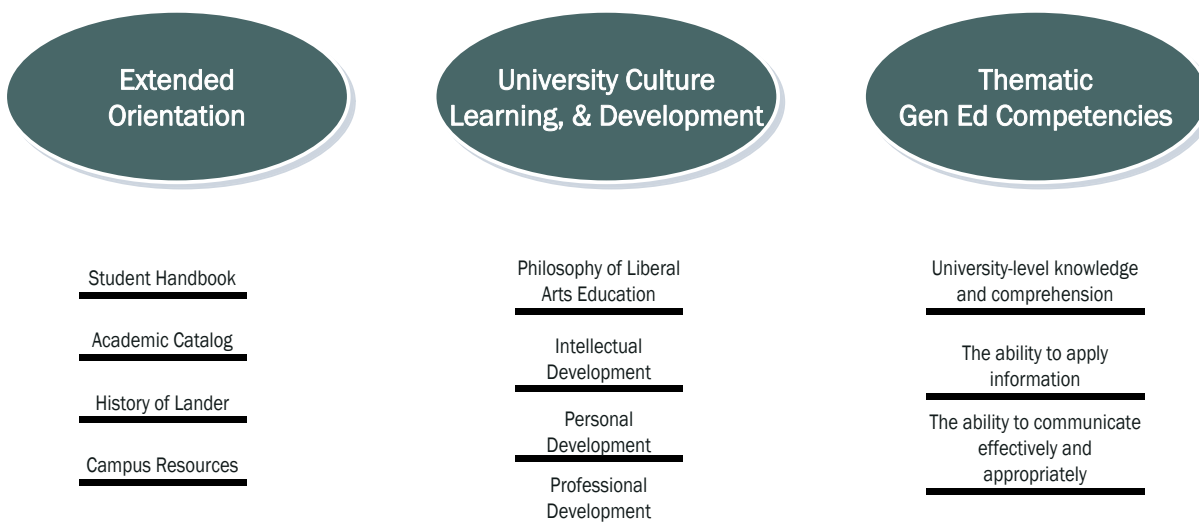 Extended
Orientation
Student Handbook
Academic Catalog
History of Lander
Campus Resources
University Culture
Learning, & Development
Philosophy of Liberal
Arts Education
Intellectual
Development
Personal
Development
Professional
Development
Thematic
Gen Ed Competencies
University-level knowledge
and comprehension
The ability to apply
information
The ability to communicate
effectively and
appropriately